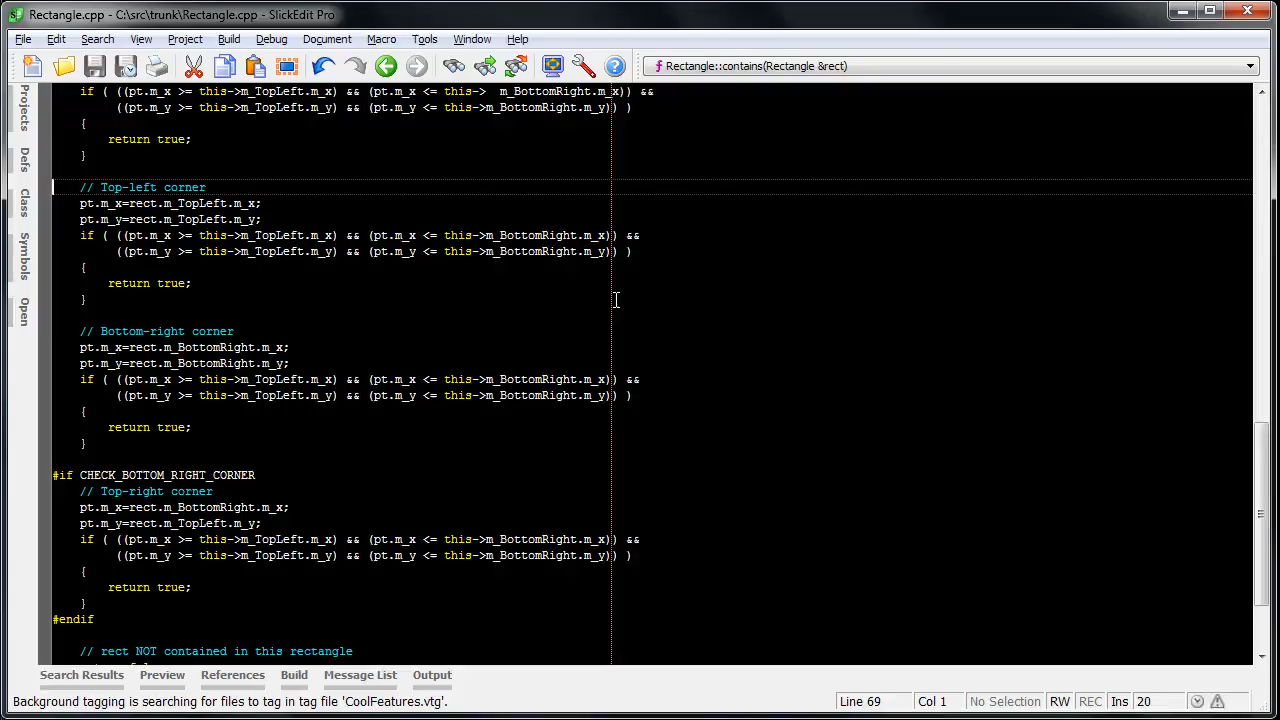 Rectangle.cpp - C:\src\trunk\Rectangle.cpp - SlickEdit Pro
File Edit Search View Project Build Debug Document Macro Tools Window Help
Rectangle::contains(Rectangle &rect)
Projects
Defs
Class
Symbols
Open
if ( ((pt.m_x >= this->m_TopLeft.m_x) && (pt.m_x <= this->  m_BottomRight.m_x)) &&
((pt.m_y >= this->m_TopLeft.m_y) && (pt.m_y <= this->m_BottomRight.m_y)) )
{
return true;
}
// Top-left corner
pt.m_x=rect.m_TopLeft.m_x;
pt.m_y=rect.m_TopLeft.m_y;
if ( ((pt.m_x >= this->m_TopLeft.m_x) && (pt.m_x <= this->m_BottomRight.m_x)) &&
((pt.m_y >= this->m_TopLeft.m_y) && (pt.m_y <= this->m_BottomRight.m_y)) )
{
return true;
}
// Bottom-right corner
pt.m_x=rect.m_BottomRight.m_x;
pt.m_y=rect.m_BottomRight.m_y;
if ( ((pt.m_x >= this->m_TopLeft.m_x) && (pt.m_x <= this->m_BottomRight.m_x)) &&
((pt.m_y >= this->m_TopLeft.m_y) && (pt.m_y <= this->m_BottomRight.m_y)) )
{
return true;
}
#if CHECK_BOTTOM_RIGHT_CORNER
// Top-right corner
pt.m_x=rect.m_BottomRight.m_x;
pt.m_y=rect.m_TopLeft.m_y;
if ( ((pt.m_x >= this->m_TopLeft.m_x) && (pt.m_x <= this->m_BottomRight.m_x)) &&
((pt.m_y >= this->m_TopLeft.m_y) && (pt.m_y <= this->m_BottomRight.m_y)) )
{
return true;
}
#endif
// rect NOT contained in this rectangle
Search Results Preview References Build Message List Output
Background tagging is searching for files to tag in tag file 'CoolFeatures.vtg'. Line 69 Col 1 No Selection RW REC Ins 20